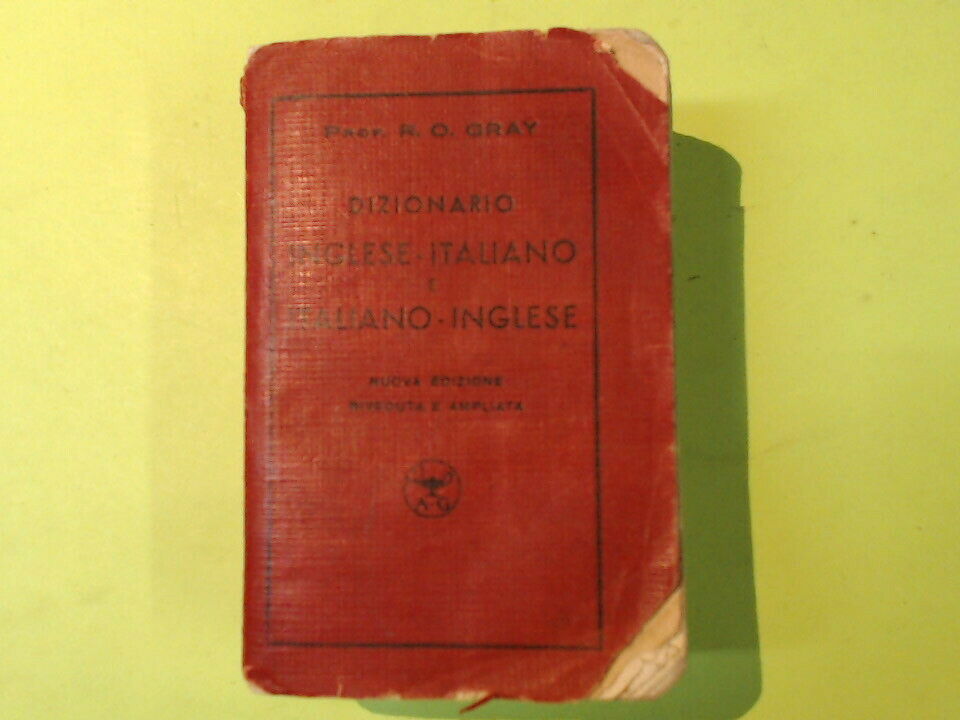 Prof. R. O. GRAY
DIZIONARIO
INGLESE-ITALIANO
E
ITALIANO-INGLESE
NUOVA EDIZIONE
RIVEDUTA E AMPLIATA
A G